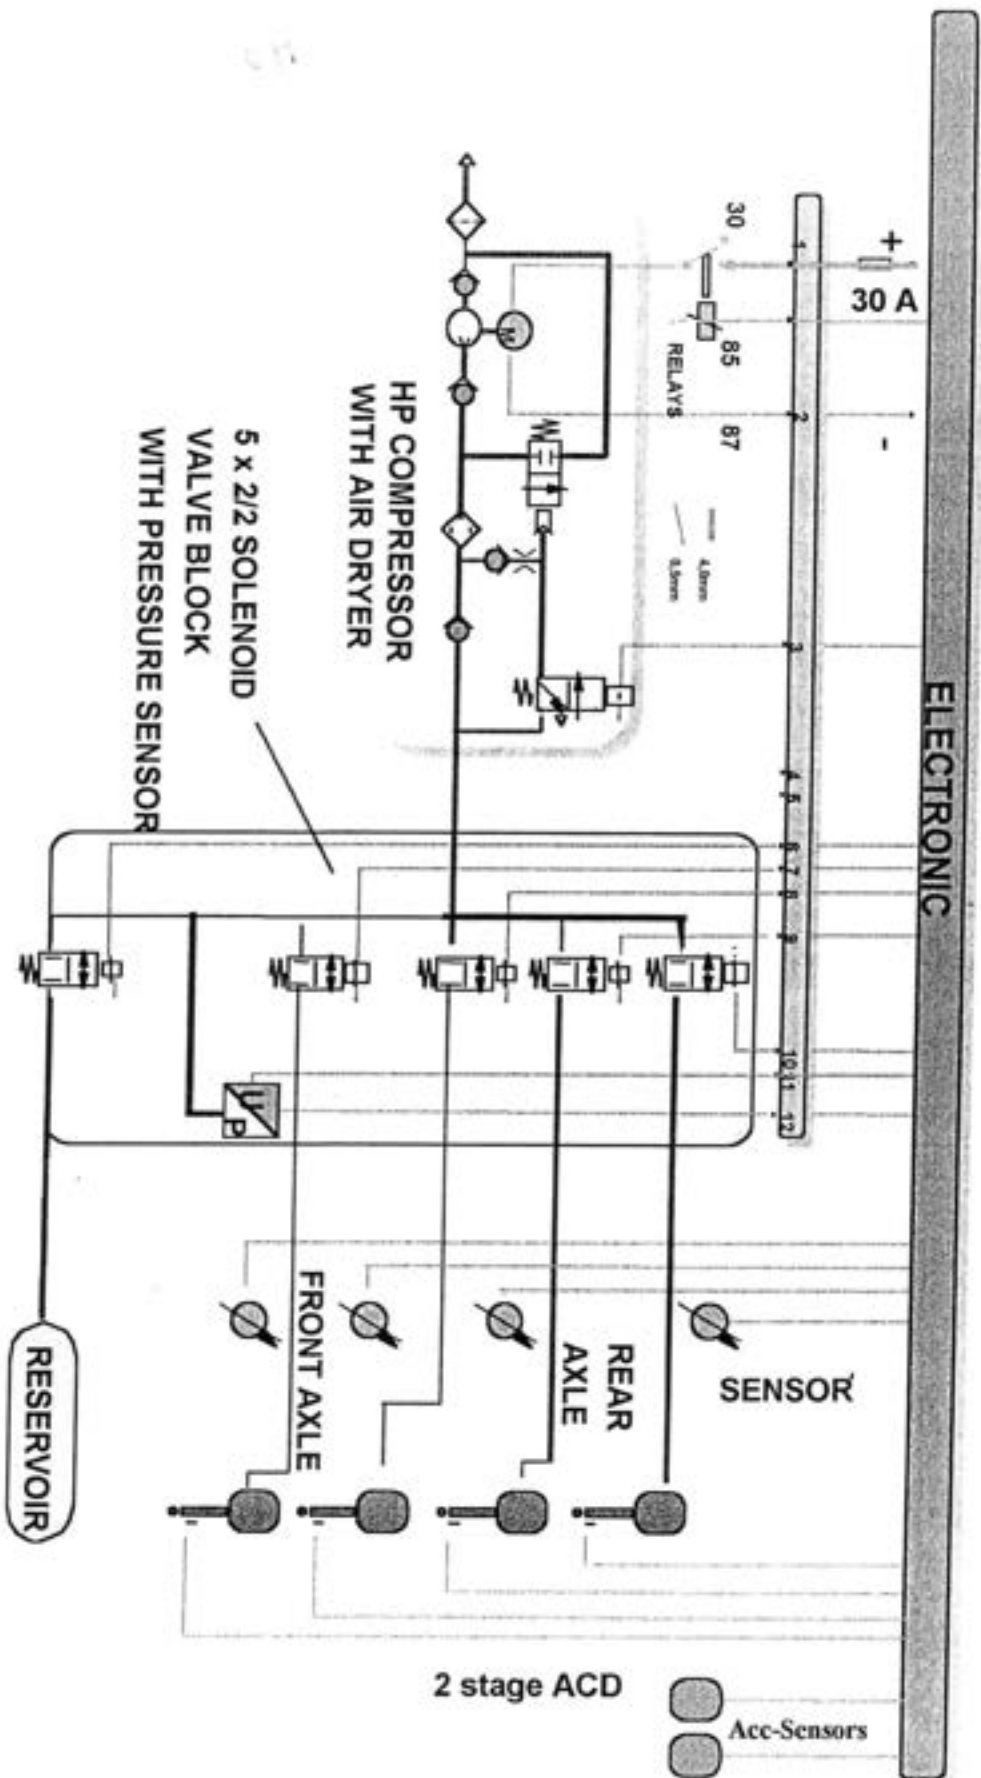 ELECTRONIC
+
30 A
-
1
2
3
4
5
6
7
8
9
10
11
12
30
85
87
RELAYS
4.0mm
0.5mm
M
HP COMPRESSOR
WITH AIR DRYER
5 x 2/2 SOLENOID
VALVE BLOCK
WITH PRESSURE SENSOR
U
P
SENSOR
REAR
AXLE
FRONT AXLE
RESERVOIR
2 stage ACD
Acc-Sensors